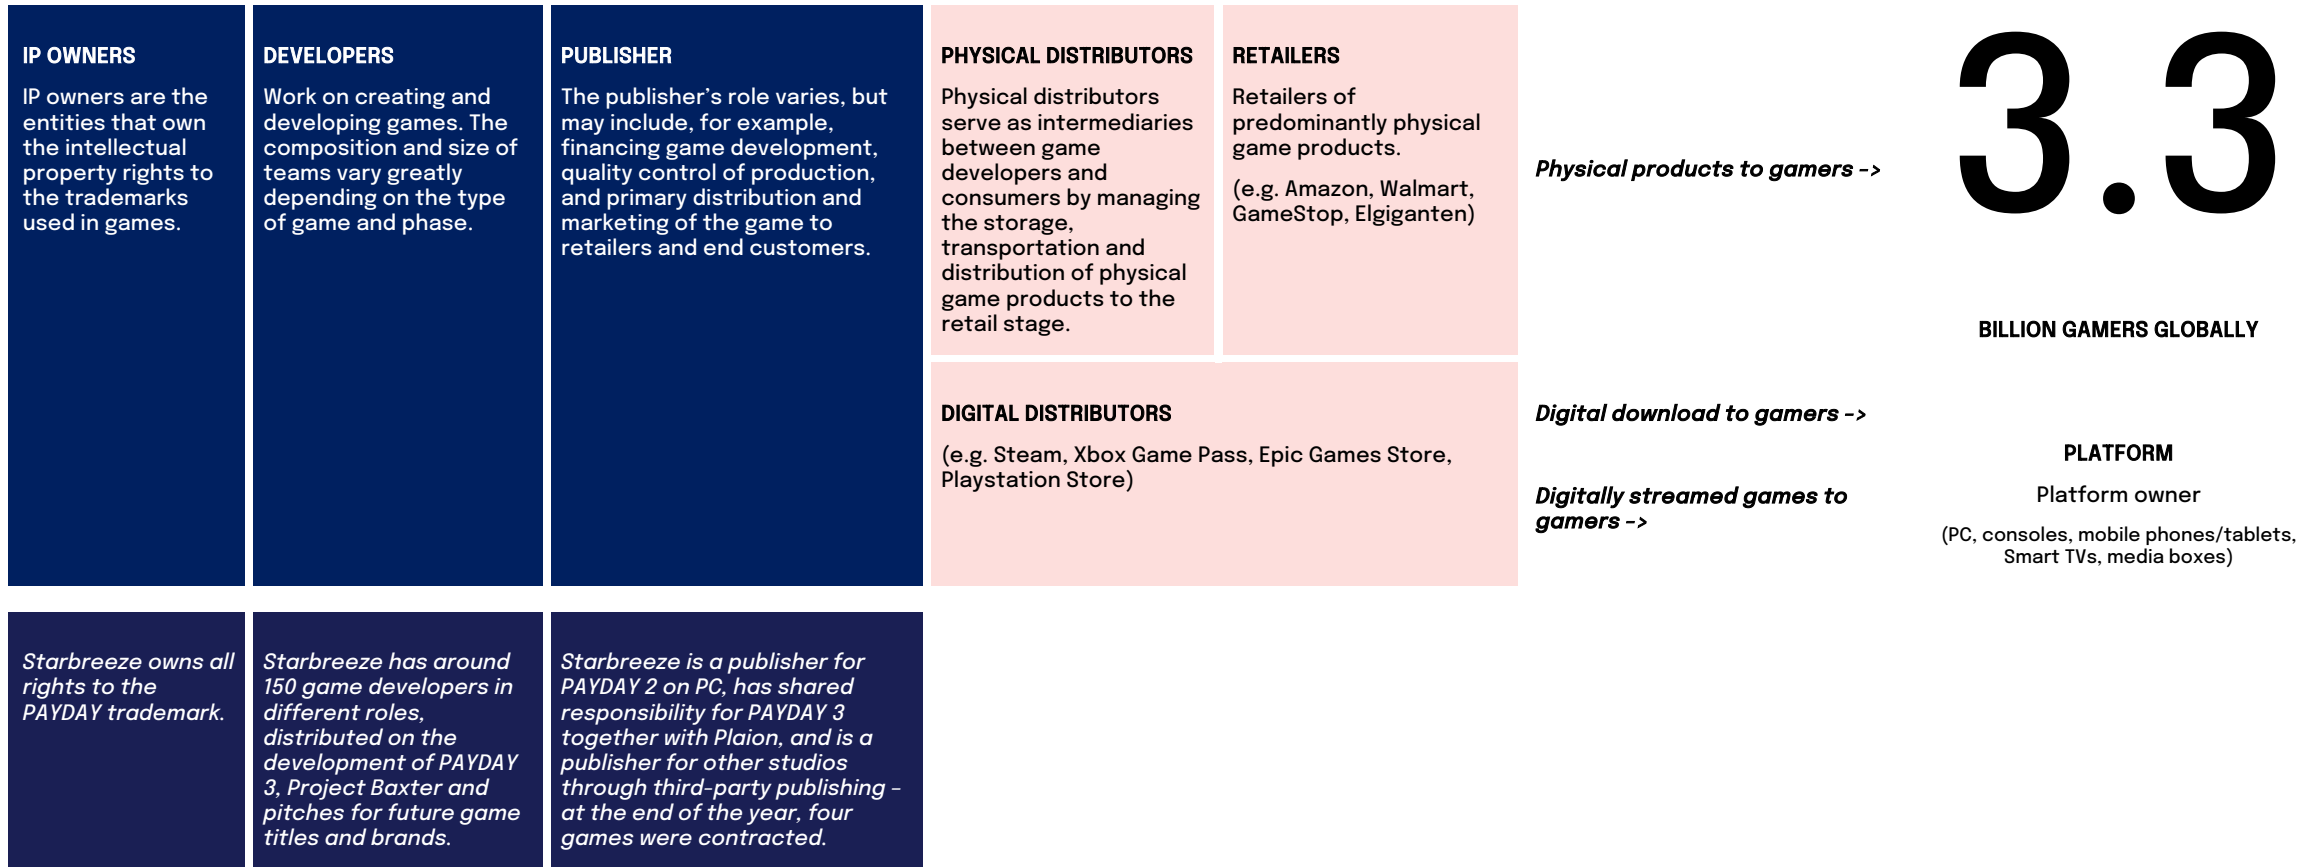 IP OWNERS
IP owners are the
entities that own
the intellectual
property rights to
the trademarks
used in games.
DEVELOPERS
Work on creating and
developing games. The
composition and size of
teams vary greatly
depending on the type
of game and phase.
PUBLISHER
The publisher’s role varies, but
may include, for example,
financing game development,
quality control of production,
and primary distribution and
marketing of the game to
retailers and end customers.
PHYSICAL DISTRIBUTORS
Physical distributors
serve as intermediaries
between game
developers and
consumers by managing
the storage,
transportation and
distribution of physical
game products to the
retail stage.
RETAILERS
Retailers of
predominantly physical
game products.
(e.g. Amazon, Walmart,
GameStop, Elgiganten)
DIGITAL DISTRIBUTORS
(e.g. Steam, Xbox Game Pass, Epic Games Store,
Playstation Store)
Physical products to gamers ->
Digital download to gamers ->
Digitally streamed games to
gamers ->
3.3
BILLION GAMERS GLOBALLY
PLATFORM
Platform owner
(PC, consoles, mobile phones/tablets,
Smart TVs, media boxes)
Starbreeze owns all
rights to the
PAYDAY trademark.
Starbreeze has around
150 game developers in
different roles,
distributed on the
development of PAYDAY
3, Project Baxter and
pitches for future game
titles and brands.
Starbreeze is a publisher for
PAYDAY 2 on PC, has shared
responsibility for PAYDAY 3
together with Plaion, and is a
publisher for other studios
through third-party publishing –
at the end of the year, four
games were contracted.